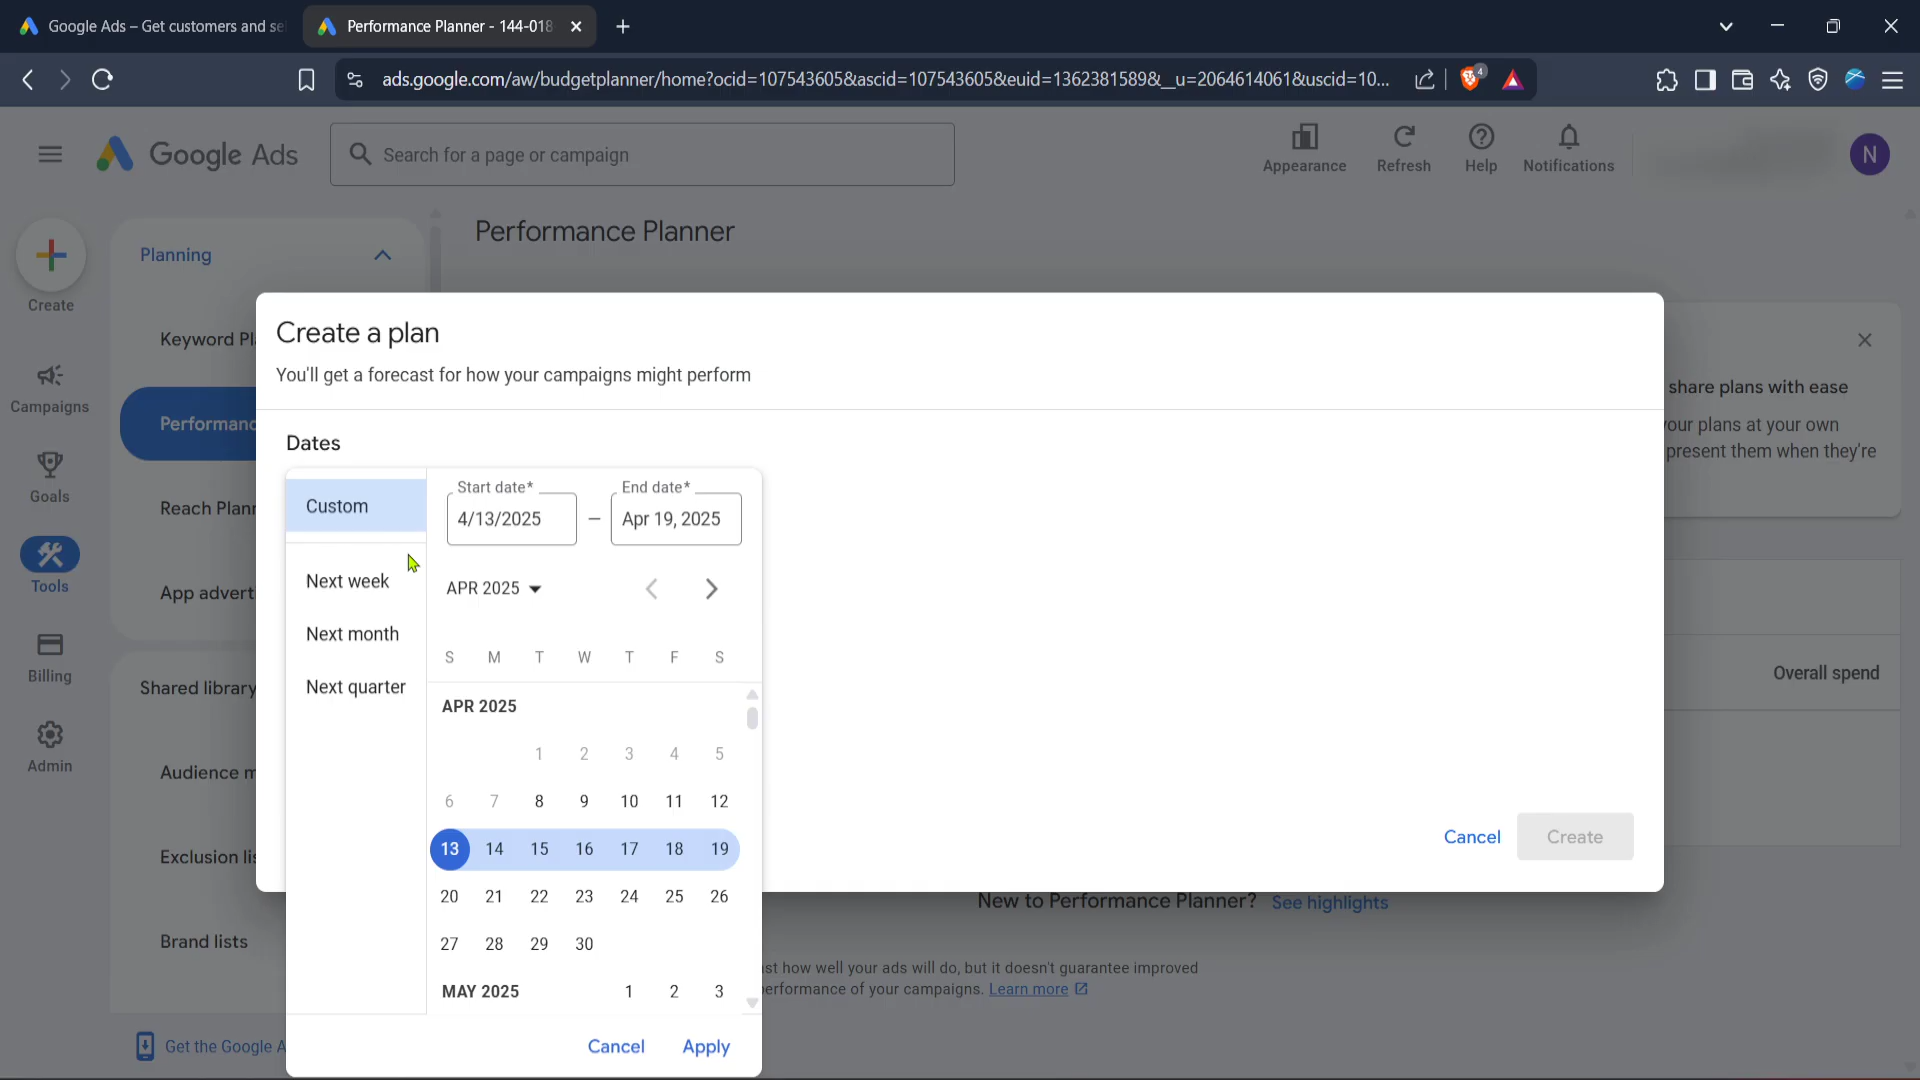 Google Ads – Get customers and se
Performance Planner - 144-018
ads.google.com/aw/budgetplanner/home?ocid=107543605&ascid=107543605&euid=1362381589&__u=2064614061&uscid=10...
4
Google Ads
Search for a page or campaign
Appearance
Refresh
Help
Notifications
N
Create
Campaigns
Goals
Tools
Billing
Admin
Planning
Keyword Pla
Performanc
Reach Plann
App advert
Shared library
Audience m
Exclusion lis
Brand lists
Get the Google A
Performance Planner
share plans with ease
your plans at your own
present them when they're
Overall spend
Create a plan
You'll get a forecast for how your campaigns might perform
Dates
Custom
Next week
Next month
Next quarter
Start date*
4/13/2025
–
End date*
Apr 19, 2025
APR 2025
S M T W T F S
APR 2025
1 2 3 4 5
6 7 8 9 10 11 12
13 14 15 16 17 18 19
20 21 22 23 24 25 26
27 28 29 30
MAY 2025 1 2 3
Cancel Apply
Cancel Create
New to Performance Planner? See highlights
st how well your ads will do, but it doesn't guarantee improved
performance of your campaigns. Learn more